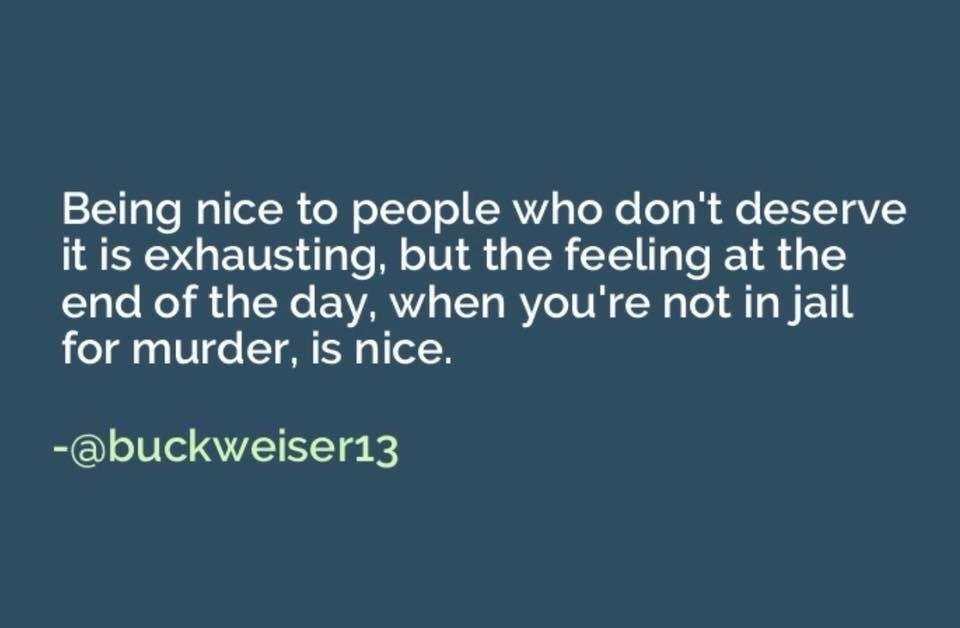 Being nice to people who don't deserve
it is exhausting, but the feeling at the
end of the day, when you're not in jail
for murder, is nice.
-@buckweiser13